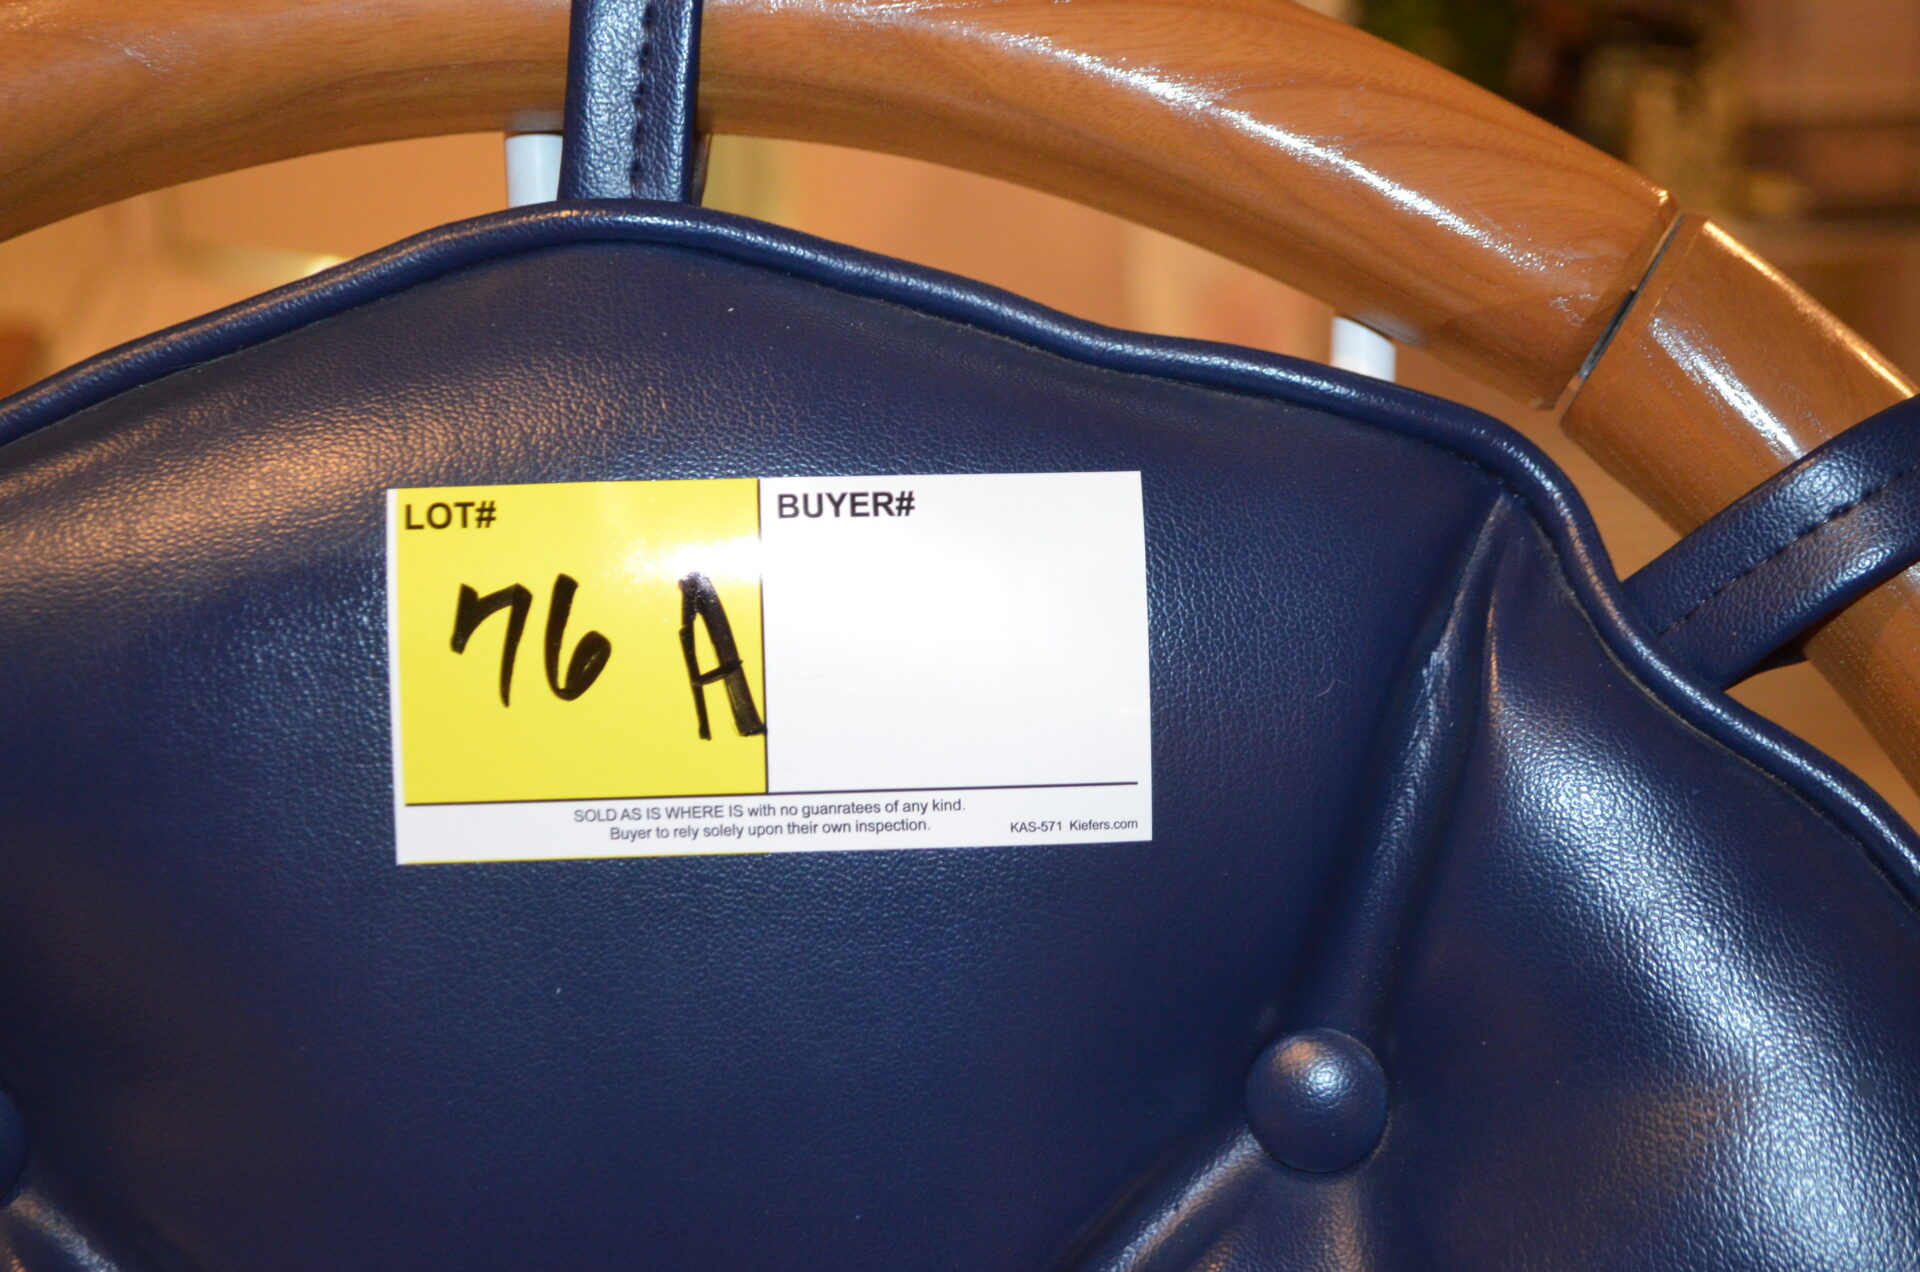 LOT#
BUYER#
76 A
SOLD AS IS WHERE IS with no guanratees of any kind.
Buyer to rely solely upon their own inspection.
KAS-571 Kiefers.com